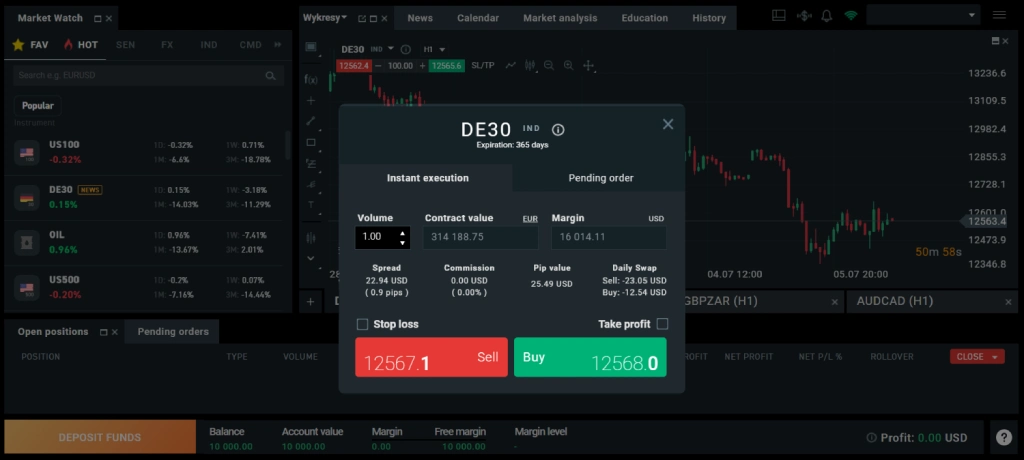 Market Watch
Wykresy
News
Calendar
Market analysis
Education
History
FAV HOT SEN FX IND CMD
Search e.g. EURUSD
Popular
Instrument
US100
-0.32%
1D: -0.32% 1W: 0.71%
1M: -6.6% 3M: -18.78%
DE30 NEWS
0.15%
1D: 0.15% 1W: -3.18%
1M: -14.03% 3M: -11.29%
OIL
0.96%
1D: 0.96% 1W: -7.41%
1M: -13.67% 3M: 2.01%
US500
-0.20%
1D: -0.2% 1W: 0.07%
1M: -7.16% 3M: -14.44%
DE30 IND H1
12562.4 – 100.00 + 12565.6 SL/TP
f(x)
T
13236.6
13109.5
12982.4
12855.3
12728.1
12601.0
12563.4
12473.9
12346.8
50m 58s
28
04.07 12:00
05.07 20:00
GBPZAR (H1)
AUDCAD (H1)
DE30 IND
Expiration: 365 days
Instant execution
Pending order
Volume
Contract value EUR
Margin USD
1.00
314 188.75
16 014.11
Spread
22.94 USD
( 0.9 pips )
Commission
0.00 USD
( 0.00% )
Pip value
25.49 USD
Daily Swap
Sell: -23.05 USD
Buy: -12.54 USD
Stop loss
Take profit
12567.1 Sell
Buy 12568.0
Open positions
Pending orders
POSITION
TYPE
VOLUME
NET PROFIT
NET P/L %
ROLLOVER
CLOSE
DEPOSIT FUNDS
Balance
10 000.00
Account value
10 000.00
Margin
0.00
Free margin
10 000.00
Margin level
-
Profit: 0.00 USD
?